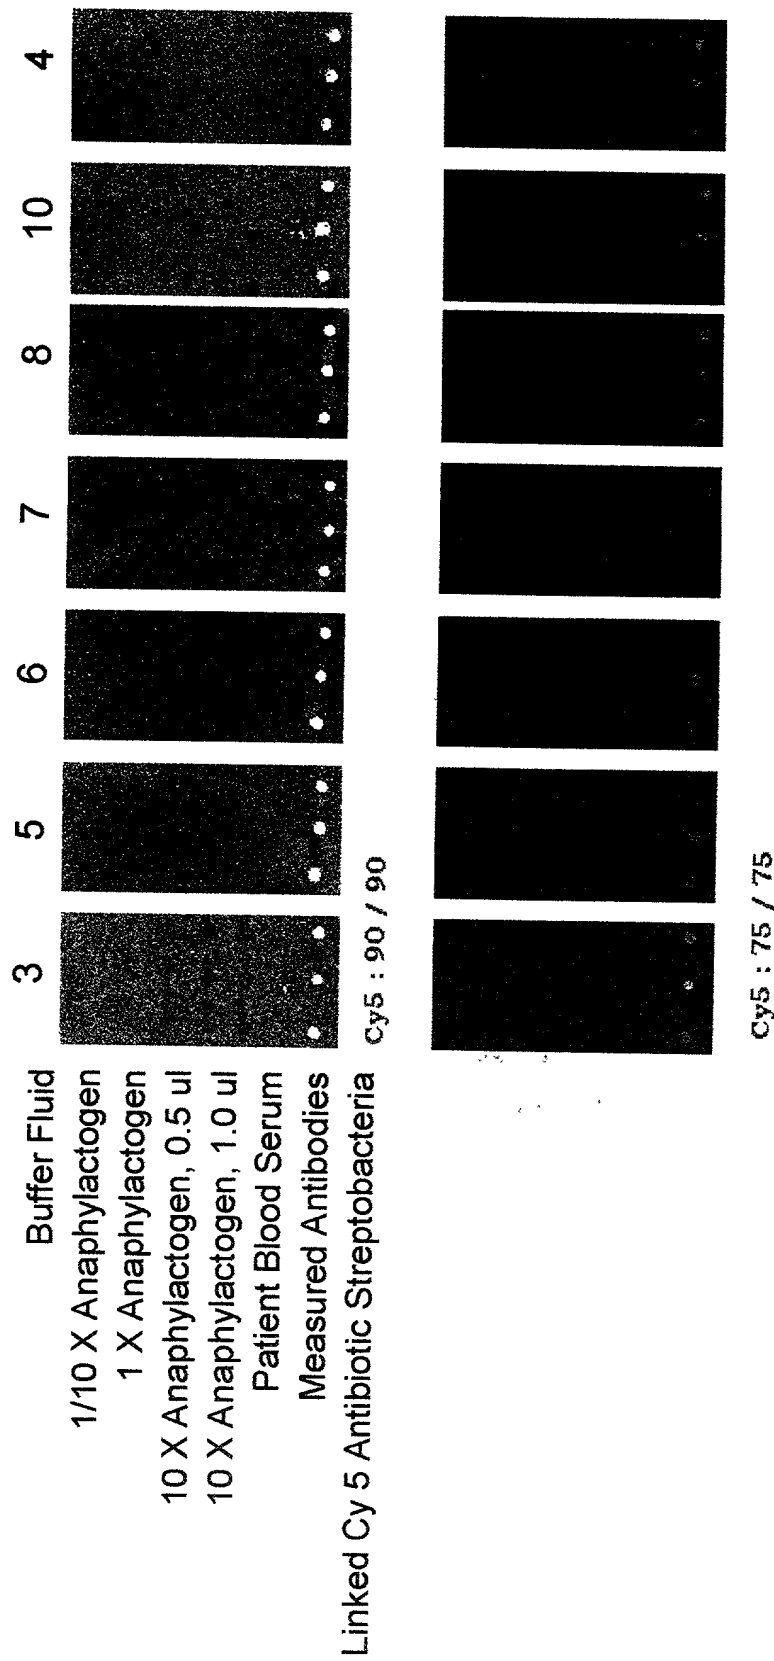 3 5 6 7 8 10 4
Buffer Fluid
1/10 X Anaphylactogen
1 X Anaphylactogen
10 X Anaphylactogen, 0.5 ul
10 X Anaphylactogen, 1.0 ul
Patient Blood Serum
Measured Antibodies
Linked Cy 5 Antibiotic Streptobacteria
Cy5 : 90 / 90
Cy5 : 75 / 75